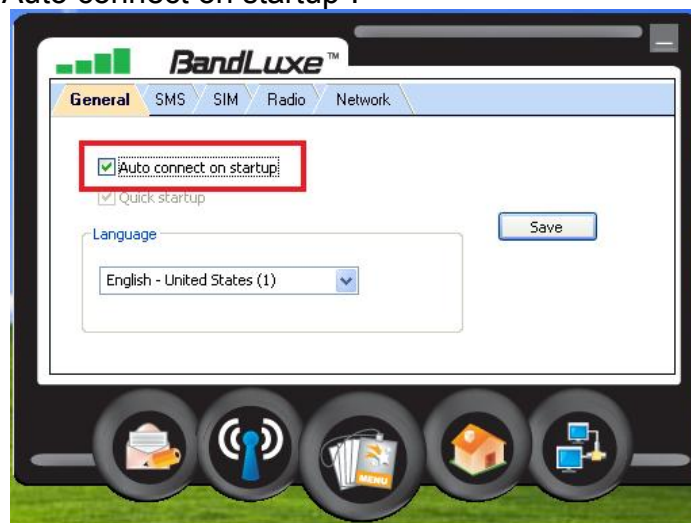 Auto connect on startup".
BandLuxe™
General SMS SIM Radio Network
Auto connect on startup
Quick startup
Save
Language
English - United States (1)
MENU